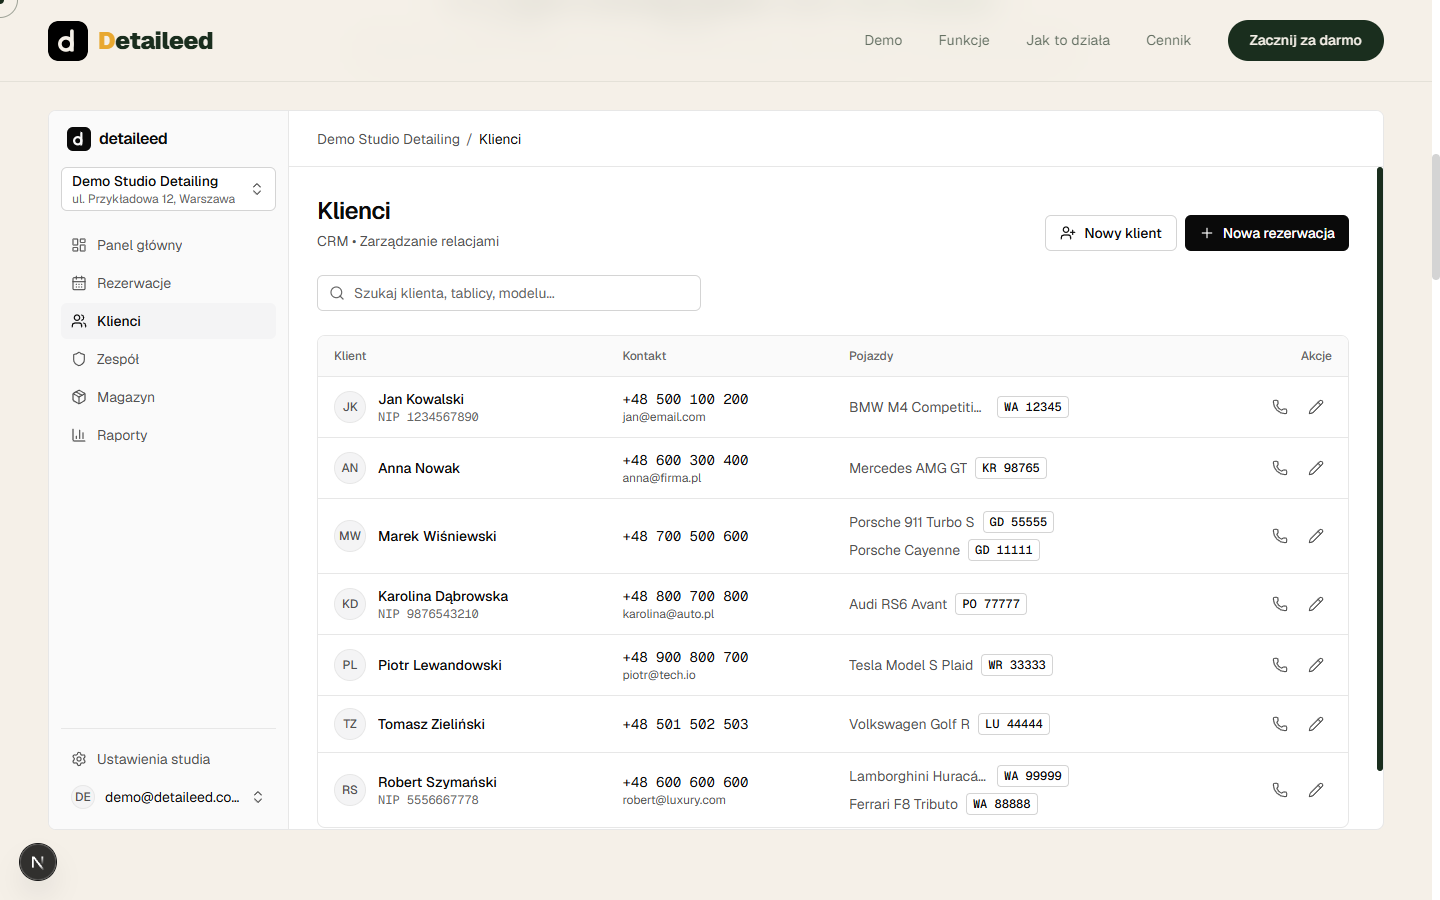 d Detaileed
Demo
Funkcje
Jak to działa
Cennik
Zacznij za darmo
d detaileed
Demo Studio Detailing
ul. Przykładowa 12, Warszawa
Panel główny
Rezerwacje
Klienci
Zespół
Magazyn
Raporty
Ustawienia studia
DE demo@detaileed.co...
N
Demo Studio Detailing / Klienci
Klienci
CRM • Zarządzanie relacjami
Nowy klient
+ Nowa rezerwacja
Szukaj klienta, tablicy, modelu...
Klient Kontakt Pojazdy Akcje
JK
Jan Kowalski
NIP 1234567890
+48 500 100 200
jan@email.com
BMW M4 Competiti... WA 12345
AN
Anna Nowak
+48 600 300 400
anna@firma.pl
Mercedes AMG GT KR 98765
MW
Marek Wiśniewski
+48 700 500 600
Porsche 911 Turbo S GD 55555
Porsche Cayenne GD 11111
KD
Karolina Dąbrowska
NIP 9876543210
+48 800 700 800
karolina@auto.pl
Audi RS6 Avant PO 77777
PL
Piotr Lewandowski
+48 900 800 700
piotr@tech.io
Tesla Model S Plaid WR 33333
TZ
Tomasz Zieliński
+48 501 502 503
Volkswagen Golf R LU 44444
RS
Robert Szymański
NIP 5556667778
+48 600 600 600
robert@luxury.com
Lamborghini Huracá... WA 99999
Ferrari F8 Tributo WA 88888